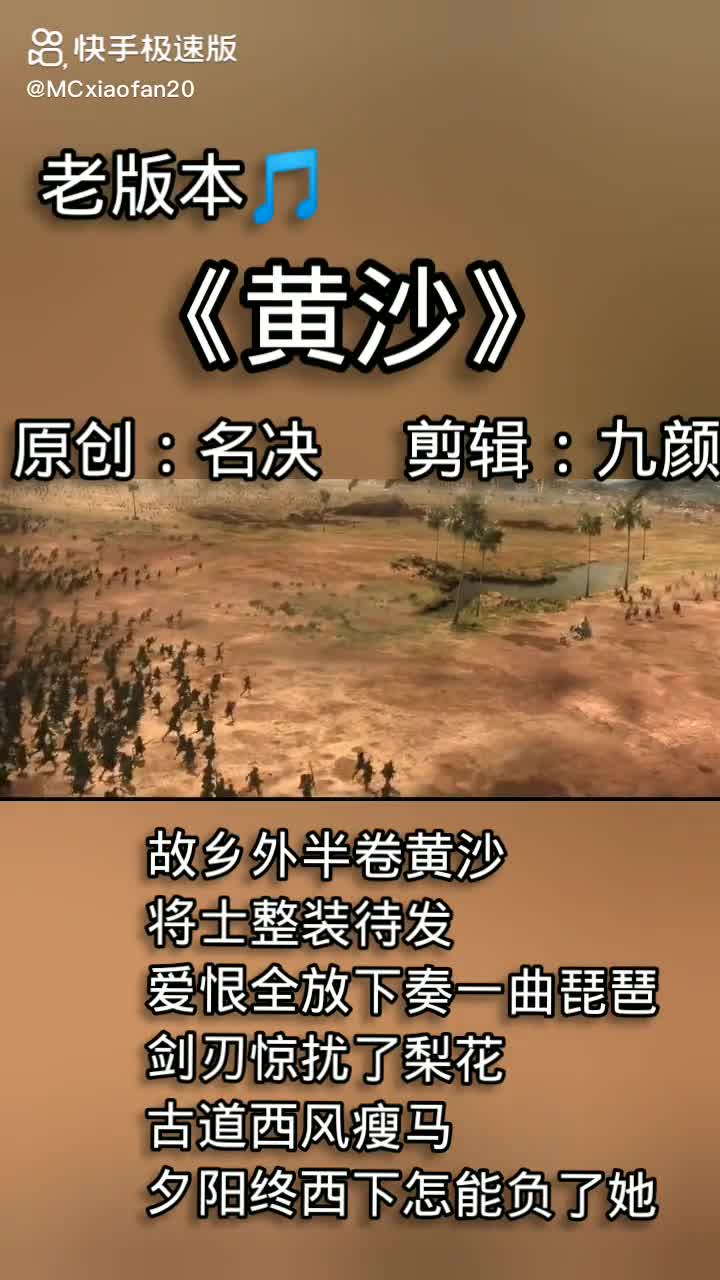 快手极速版
@MCxiaofan20
老版本
《黄沙》
原创：名决 剪辑：九颜
故乡外半卷黄沙
将士整装待发
爱恨全放下奏一曲琵琶
剑刃惊扰了梨花
古道西风瘦马
夕阳终西下怎能负了她